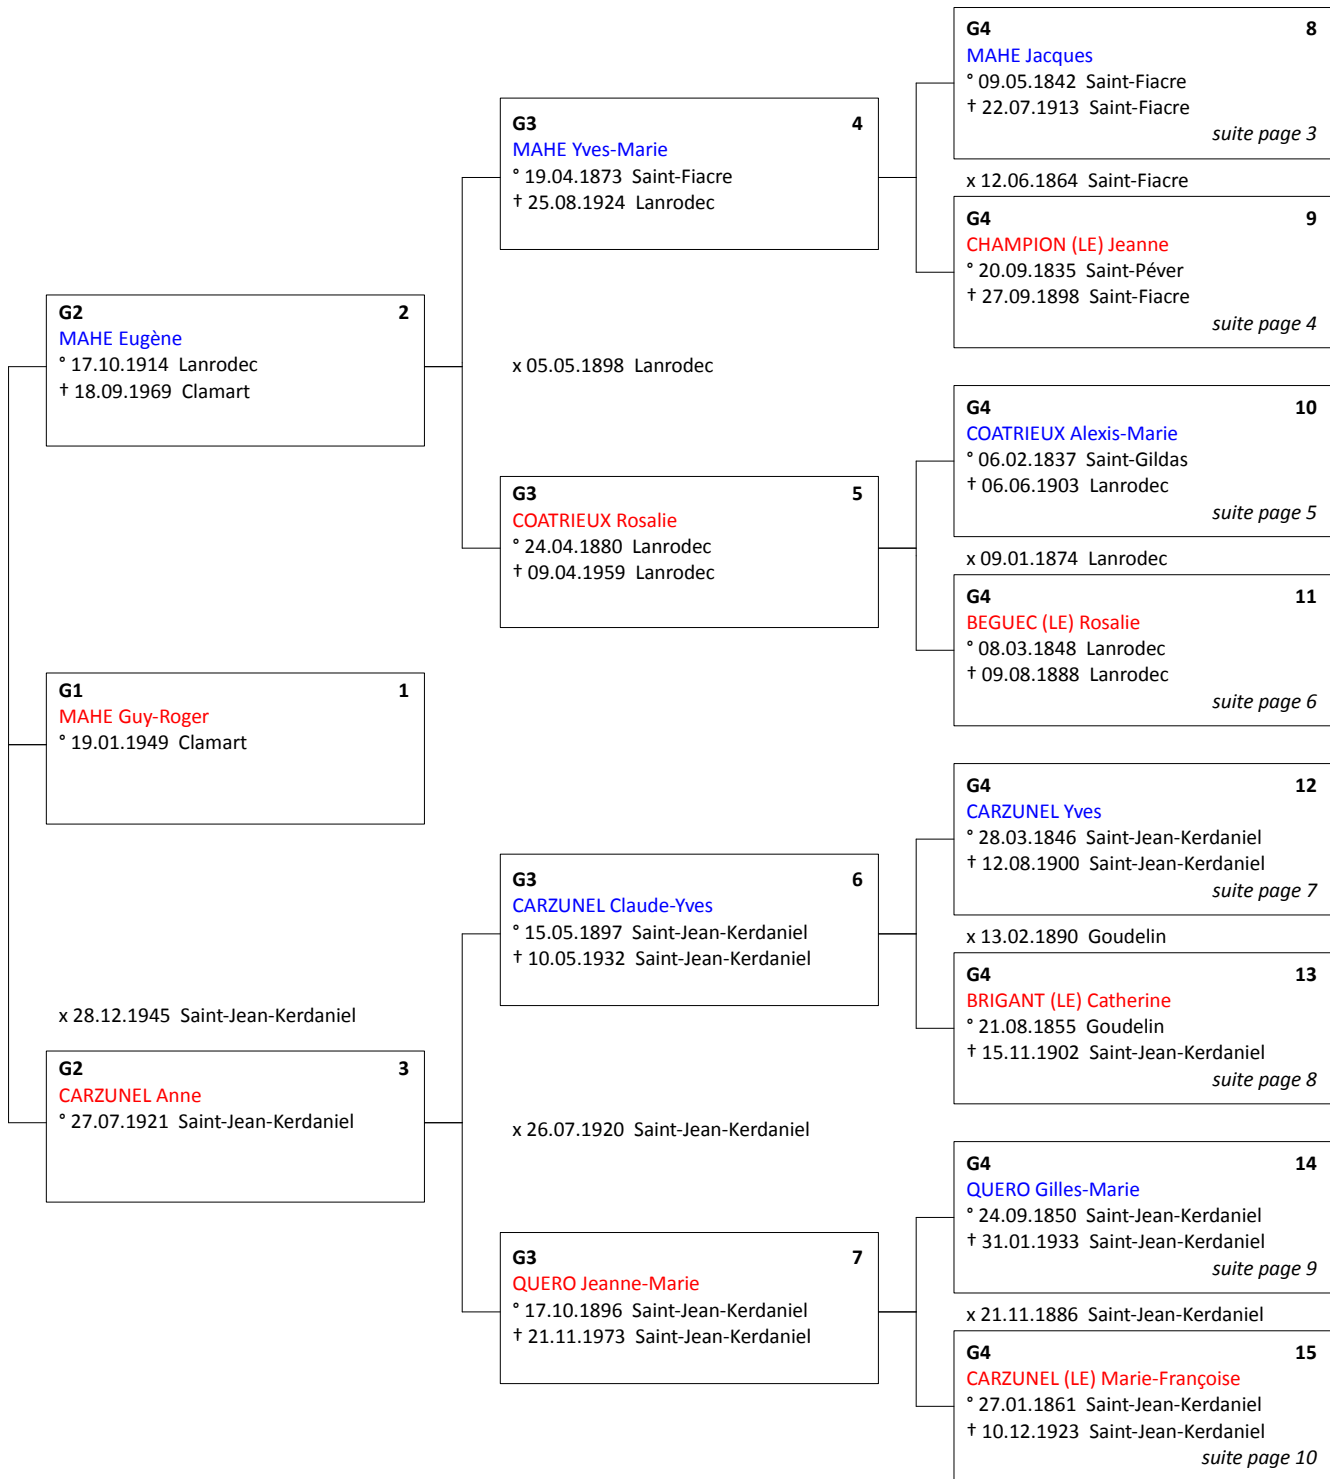 G4 8
MAHE Jacques
° 09.05.1842 Saint-Fiacre
† 22.07.1913 Saint-Fiacre
suite page 3
G3 4
MAHE Yves-Marie
° 19.04.1873 Saint-Fiacre
† 25.08.1924 Lanrodec
x 12.06.1864 Saint-Fiacre
G4 9
CHAMPION (LE) Jeanne
° 20.09.1835 Saint-Péver
† 27.09.1898 Saint-Fiacre
suite page 4
G2 2
MAHE Eugène
° 17.10.1914 Lanrodec
† 18.09.1969 Clamart
x 05.05.1898 Lanrodec
G4 10
COATRIEUX Alexis-Marie
° 06.02.1837 Saint-Gildas
† 06.06.1903 Lanrodec
suite page 5
G3 5
COATRIEUX Rosalie
° 24.04.1880 Lanrodec
† 09.04.1959 Lanrodec
x 09.01.1874 Lanrodec
G4 11
BEGUEC (LE) Rosalie
° 08.03.1848 Lanrodec
† 09.08.1888 Lanrodec
suite page 6
G1 1
MAHE Guy-Roger
° 19.01.1949 Clamart
G4 12
CARZUNEL Yves
° 28.03.1846 Saint-Jean-Kerdaniel
† 12.08.1900 Saint-Jean-Kerdaniel
suite page 7
G3 6
CARZUNEL Claude-Yves
° 15.05.1897 Saint-Jean-Kerdaniel
† 10.05.1932 Saint-Jean-Kerdaniel
x 13.02.1890 Goudelin
G4 13
BRIGANT (LE) Catherine
° 21.08.1855 Goudelin
† 15.11.1902 Saint-Jean-Kerdaniel
suite page 8
x 28.12.1945 Saint-Jean-Kerdaniel
G2 3
CARZUNEL Anne
° 27.07.1921 Saint-Jean-Kerdaniel
x 26.07.1920 Saint-Jean-Kerdaniel
G4 14
QUERO Gilles-Marie
° 24.09.1850 Saint-Jean-Kerdaniel
† 31.01.1933 Saint-Jean-Kerdaniel
suite page 9
G3 7
QUERO Jeanne-Marie
° 17.10.1896 Saint-Jean-Kerdaniel
† 21.11.1973 Saint-Jean-Kerdaniel
x 21.11.1886 Saint-Jean-Kerdaniel
G4 15
CARZUNEL (LE) Marie-Françoise
° 27.01.1861 Saint-Jean-Kerdaniel
† 10.12.1923 Saint-Jean-Kerdaniel
suite page 10